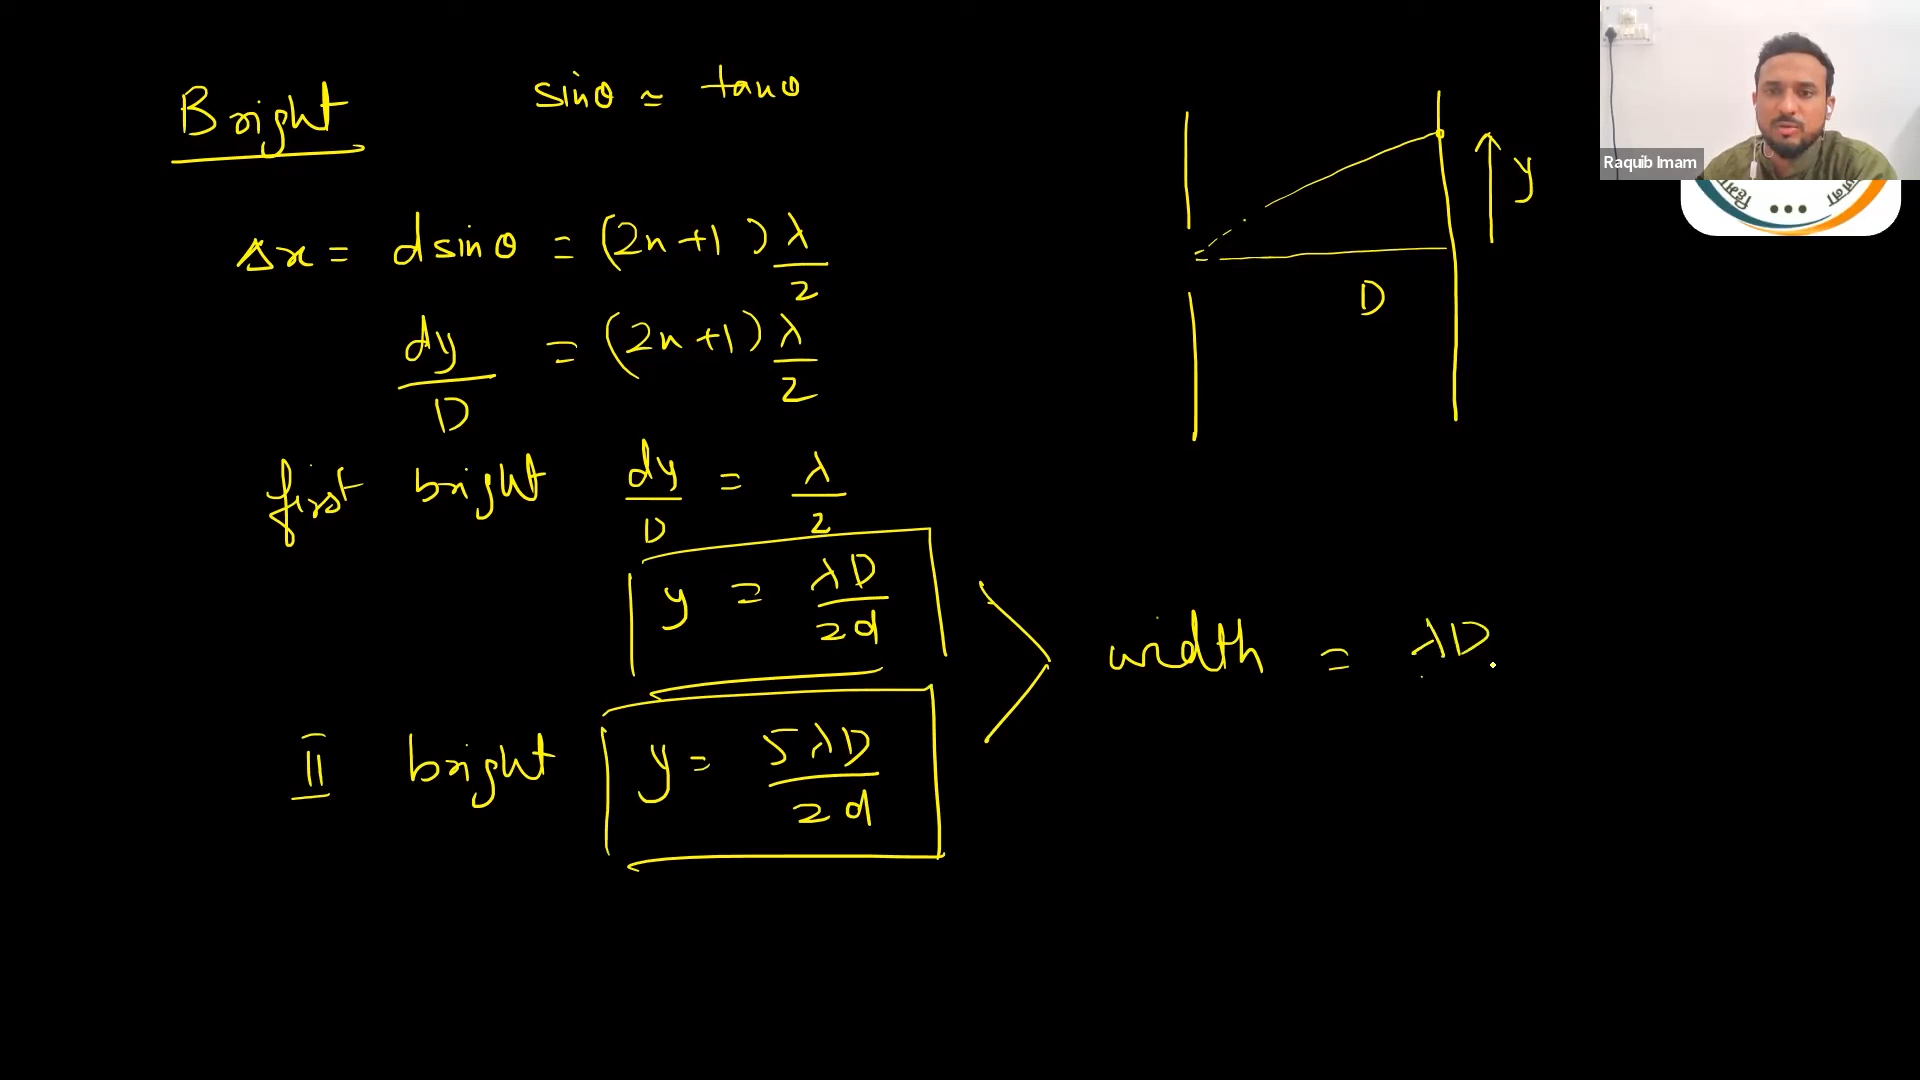 Bright
sinθ ≈ tanθ
Δx = d sinθ = (2n+1) λ/2
dy/D = (2n+1) λ/2
first bright dy/D = λ/2
y = λD/2d
II bright y = 5λD/2d
width = λD
D
y
Raquib Imam